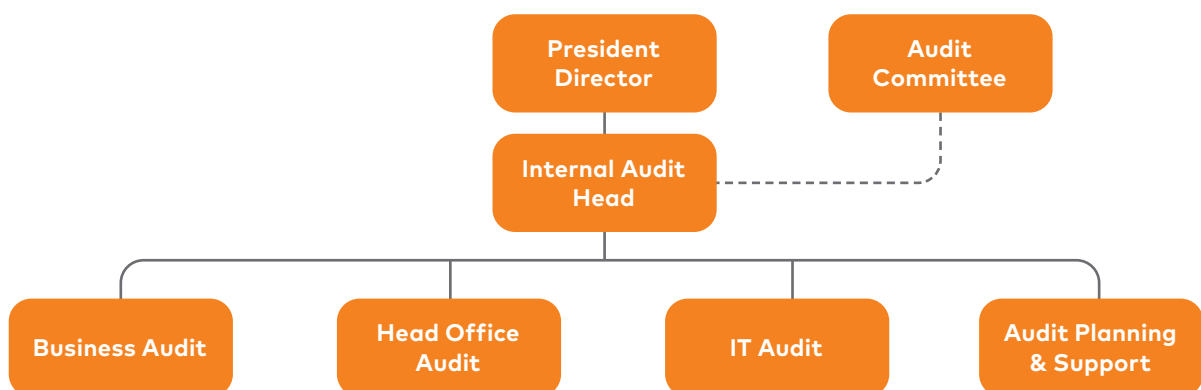 President
Director
Audit
Committee
Internal Audit
Head
Business Audit
Head Office
Audit
IT Audit
Audit Planning
& Support